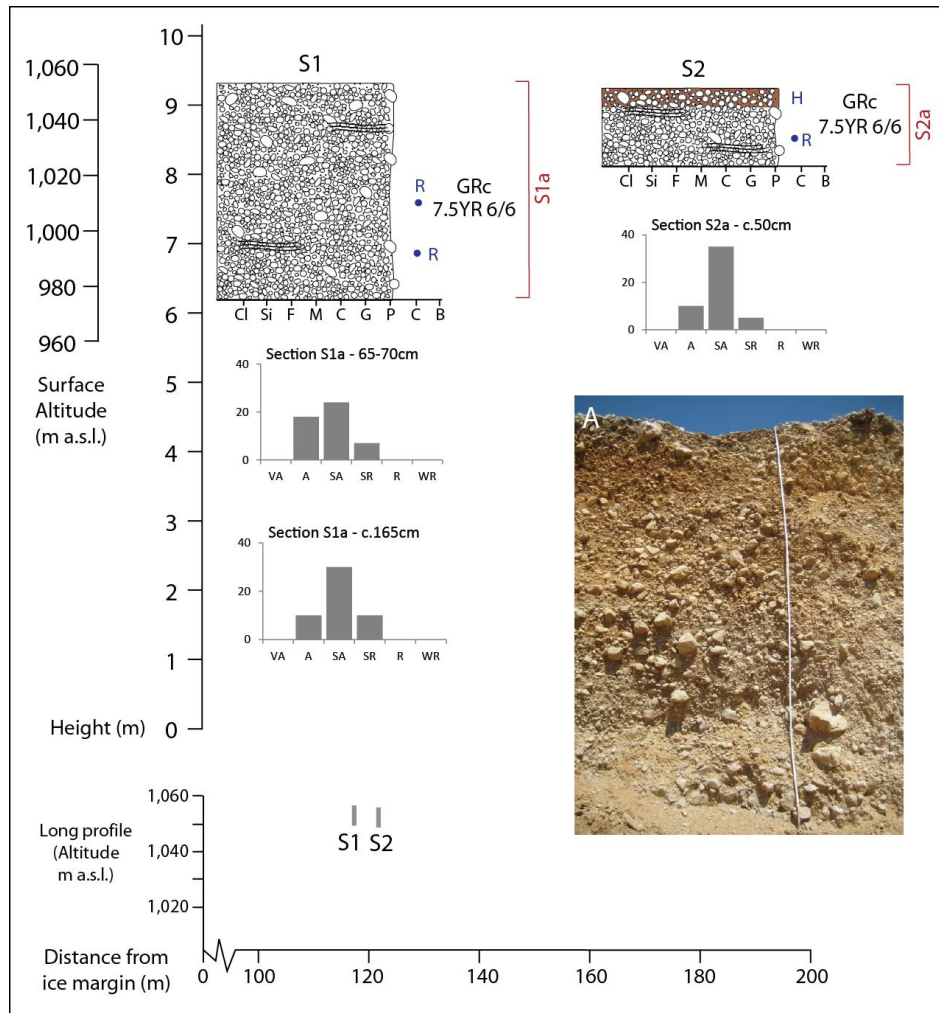 10
9
8
7
6
5
4
3
2
1
0
Height (m)
1,060
1,040
1,020
1,000
980
960
Surface
Altitude
(m a.s.l.)
S1
Cl Si F M C G P C B
R
R
GRc
7.5YR 6/6
S1a
S2
Cl Si F M C G P C B
H
R
GRc
7.5YR 6/6
S2a
Section S1a - 65-70cm
40
20
0
VA A SA SR R WR
Section S1a - c.165cm
40
20
0
VA A SA SR R WR
Section S2a - c.50cm
40
20
0
VA A SA SR R WR
A
1,060
1,040
1,020
Long profile
(Altitude
m a.s.l.)
S1 S2
Distance from
ice margin (m)
0 100 120 140 160 180 200